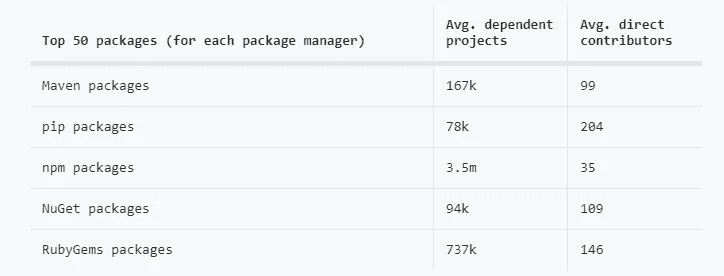 Top 50 packages (for each package manager) Avg. dependent projects Avg. direct contributors
Maven packages 167k 99
pip packages 78k 204
npm packages 3.5m 35
NuGet packages 94k 109
RubyGems packages 737k 146